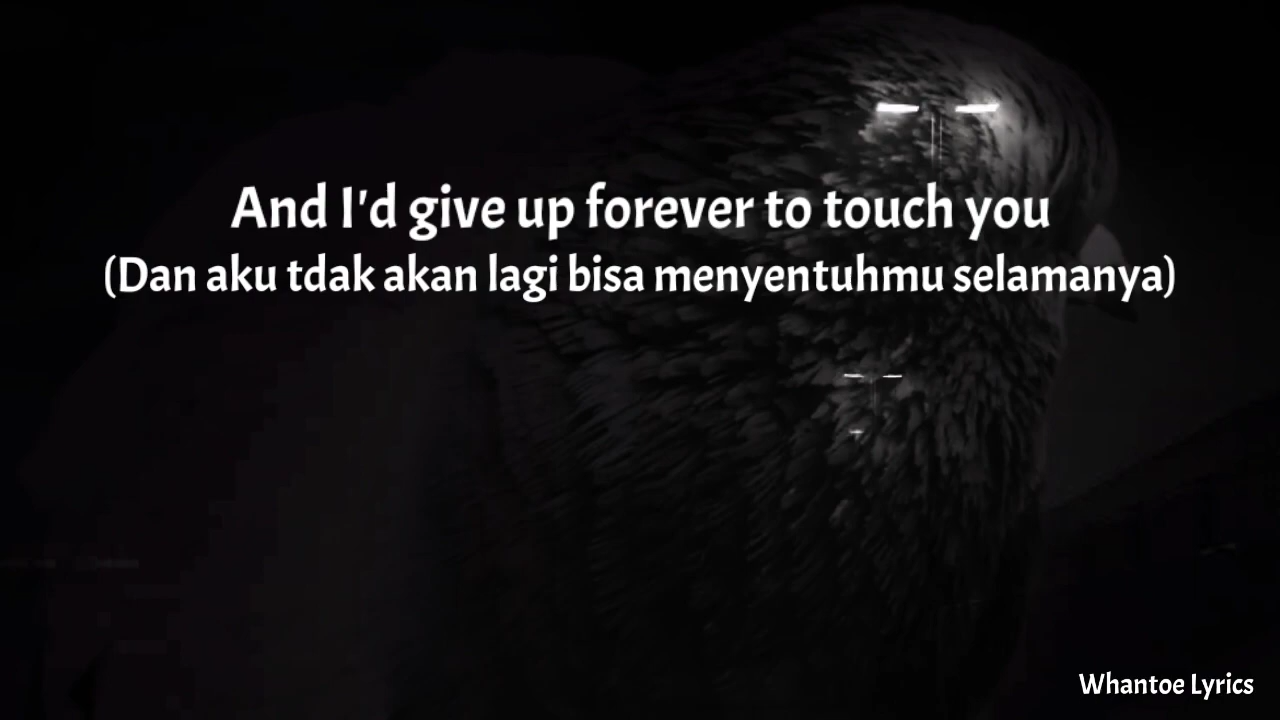 And I'd give up forever to touch you
(Dan aku tdak akan lagi bisa menyentuhmu selamanya)
Whantoe Lyrics